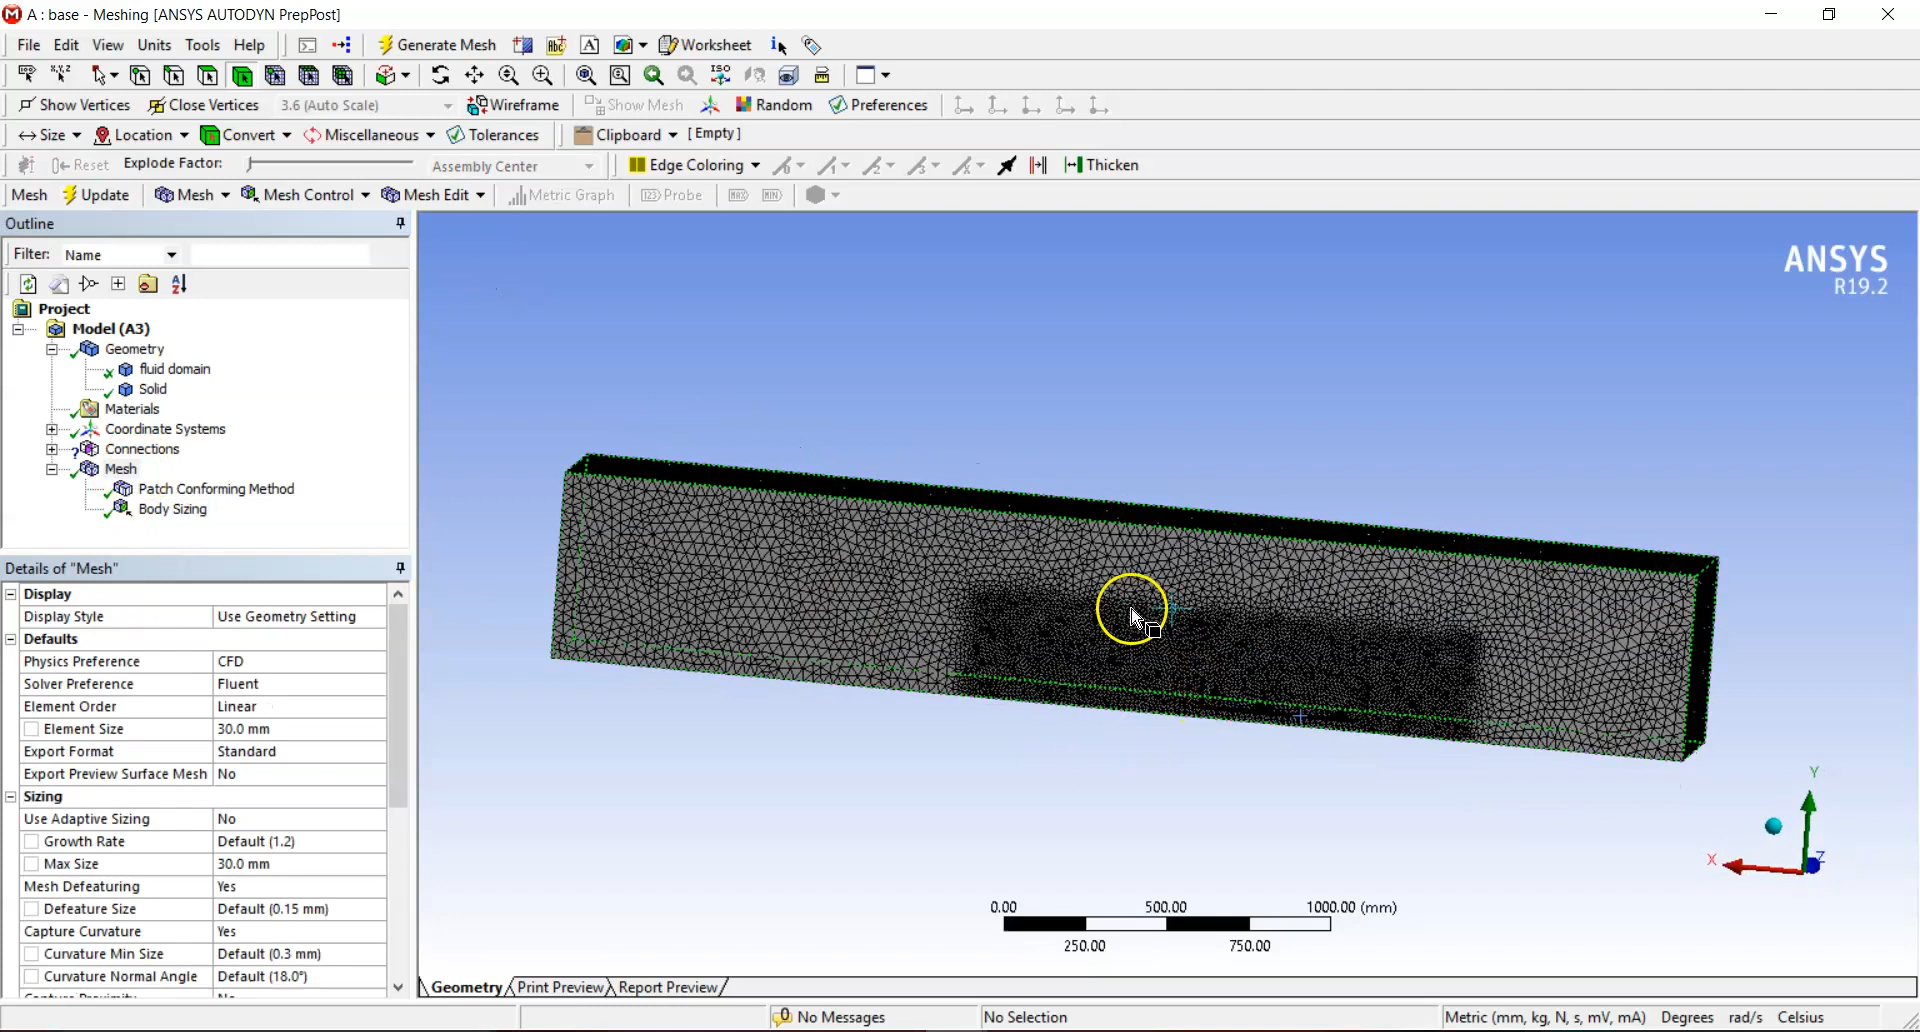 A : base - Meshing [ANSYS AUTODYN PrepPost]
File Edit View Units Tools Help Generate Mesh Worksheet
Show Vertices Close Vertices 3.6 (Auto Scale) Wireframe Show Mesh Random Preferences
Size Location Convert Miscellaneous Tolerances Clipboard [ Empty ]
Reset Explode Factor: Assembly Center Edge Coloring Thicken
Mesh Update Mesh Mesh Control Mesh Edit Metric Graph Probe MAX MIN
Outline
Filter: Name
Project
Model (A3)
Geometry
fluid domain
Solid
Materials
Coordinate Systems
Connections
Mesh
Patch Conforming Method
Body Sizing
Details of "Mesh"
Display
Display Style Use Geometry Setting
Defaults
Physics Preference CFD
Solver Preference Fluent
Element Order Linear
Element Size 30.0 mm
Export Format Standard
Export Preview Surface Mesh No
Sizing
Use Adaptive Sizing No
Growth Rate Default (1.2)
Max Size 30.0 mm
Mesh Defeaturing Yes
Defeature Size Default (0.15 mm)
Capture Curvature Yes
Curvature Min Size Default (0.3 mm)
Curvature Normal Angle Default (18.0°)
ANSYS
R19.2
Y
X
Z
0.00 500.00 1000.00 (mm)
250.00 750.00
Geometry Print Preview Report Preview
No Messages No Selection Metric (mm, kg, N, s, mV, mA) Degrees rad/s Celsius